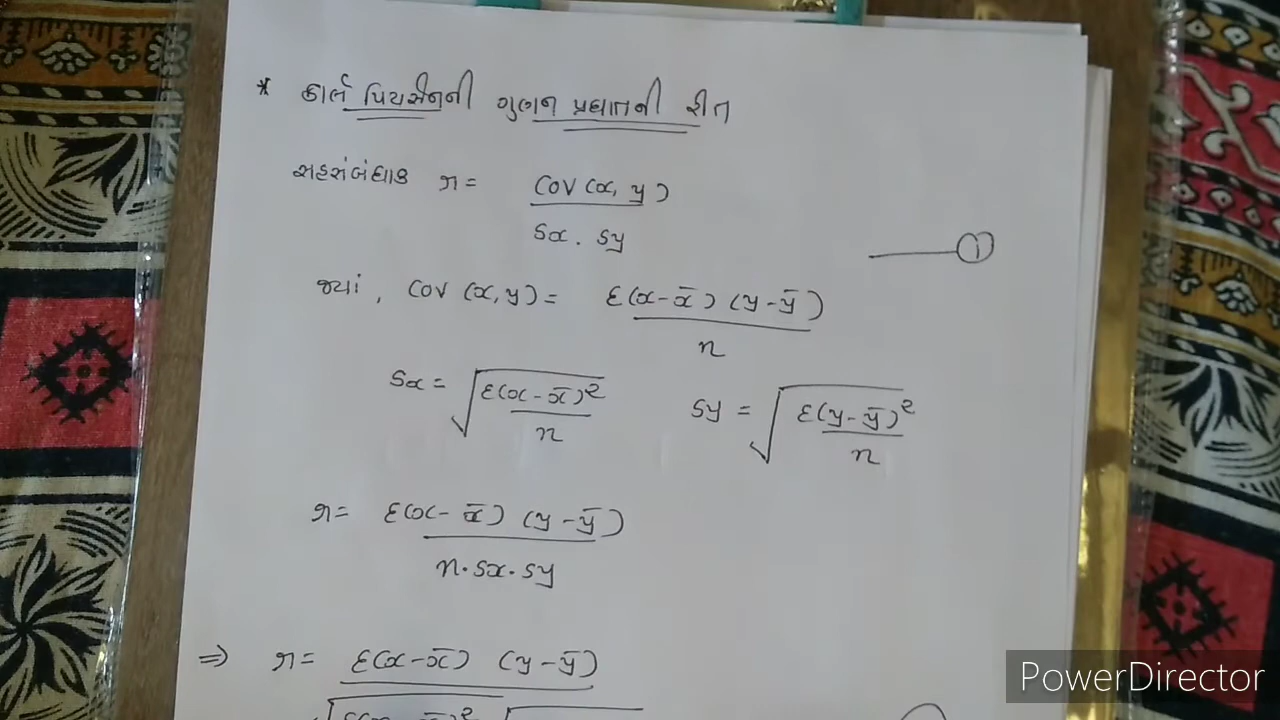 * કાર્લ પિયર્સનની ગુણન પ્રઘાતની રીત
સહસંબંધાંક r = Cov (x, y) / Sx . Sy
①
જ્યાં, Cov (x, y) = Σ(x - x̄) (y - ȳ) / n
Sx = √(Σ(x - x̄)² / n) Sy = √(Σ(y - ȳ)² / n)
r = Σ(x - x̄) (y - ȳ) / n · Sx · Sy
⇒ r = Σ(x - x̄) (y - ȳ)
PowerDirector